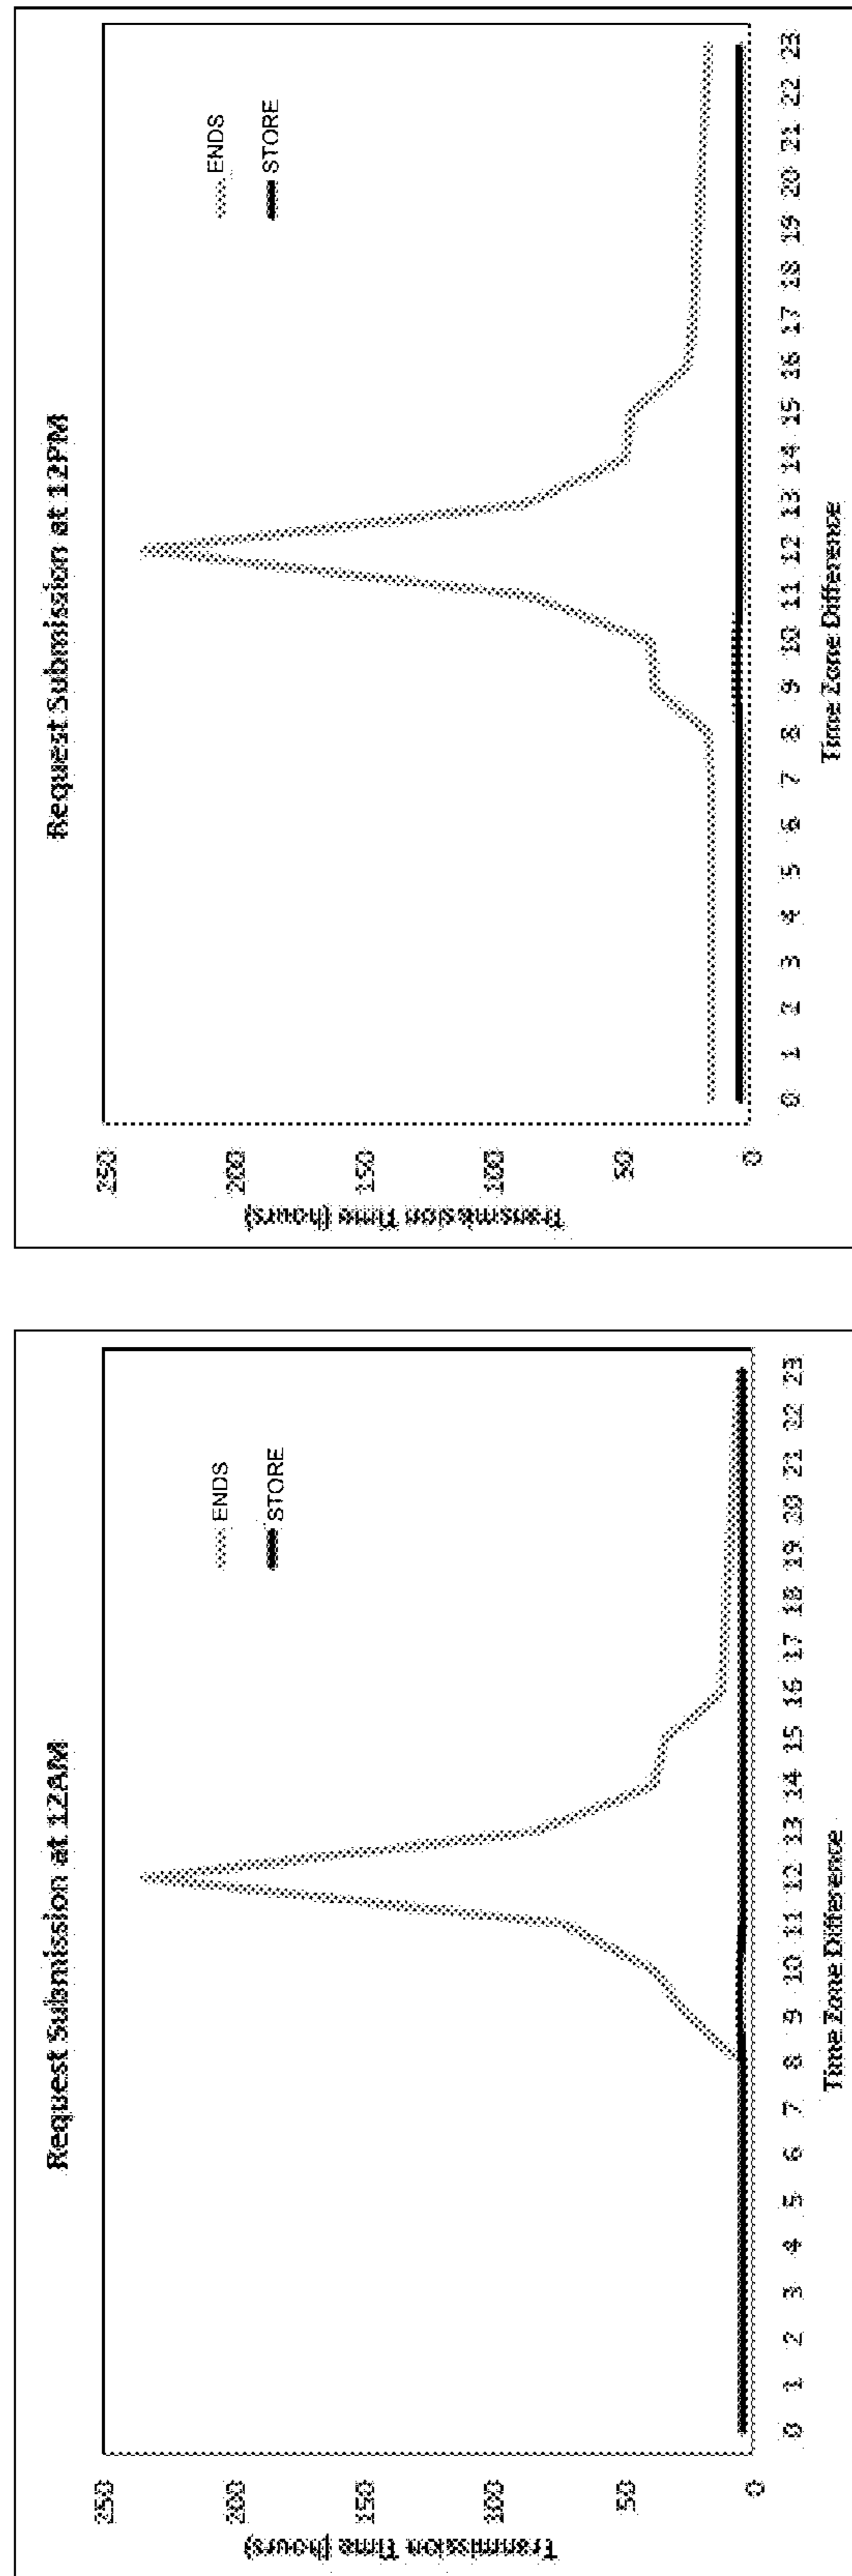 Request Submission at 12AM
Tranmission Time (hours)
250
200
150
100
50
0
ENDS
STORE
0 1 2 3 4 5 6 7 8 9 10 11 12 13 14 15 16 17 18 19 20 21 22 23
Time Zone Difference
Request Submission at 12PM
Transmission Time (hours)
250
200
150
100
50
0
ENDS
STORE
0 1 2 3 4 5 6 7 8 9 10 11 12 13 14 15 16 17 18 19 20 21 22 23
Time Zone Difference